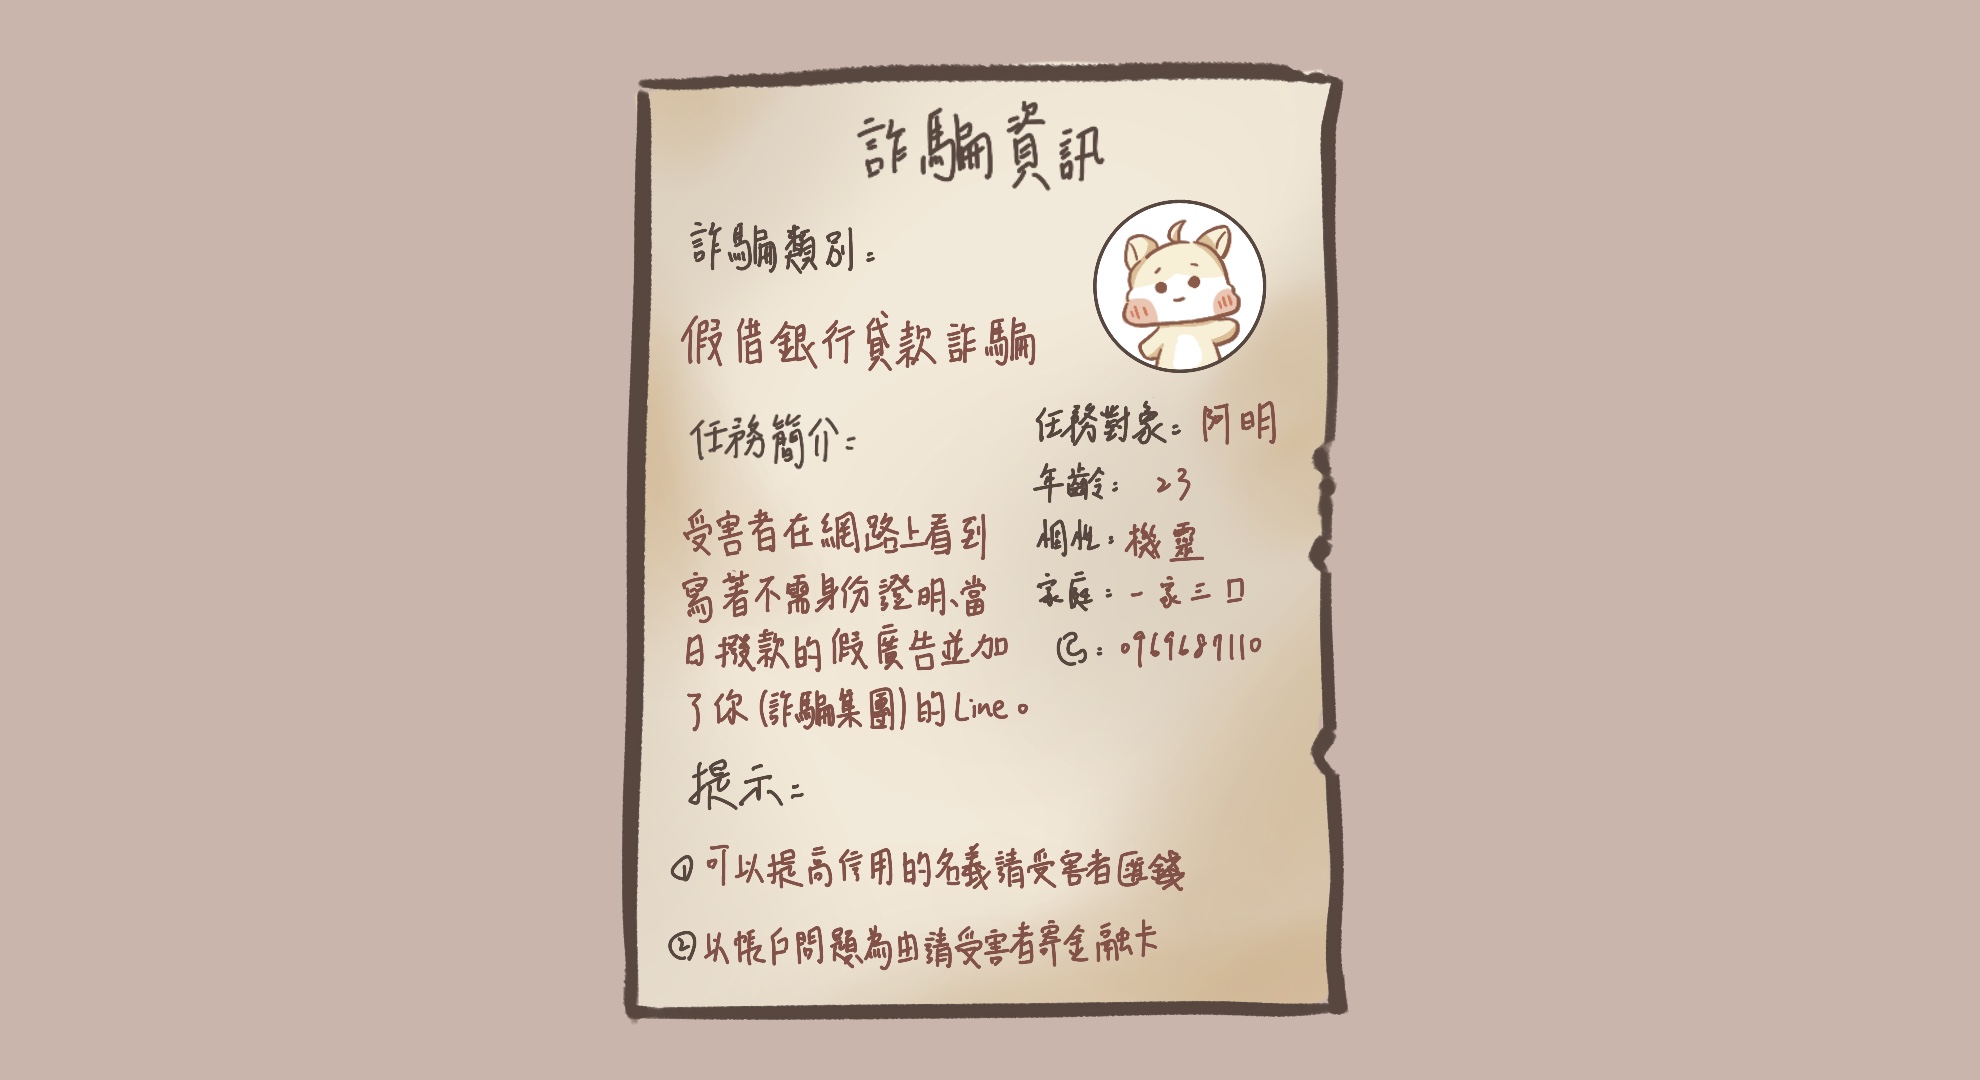 詐騙資訊
詐騙類別：
假借銀行貸款詐騙
任務簡介：
受害者在網路上看到
寫著不需身份證明、當
日撥款的假廣告並加
了你(詐騙集團)的Line。
任務對象：阿明
年齡：23
個性：機靈
家庭：一家三口
：0969687110
提示：
①可以提高信用的名義請受害者匯錢
②以帳戶問題為由請受害者寄金融卡